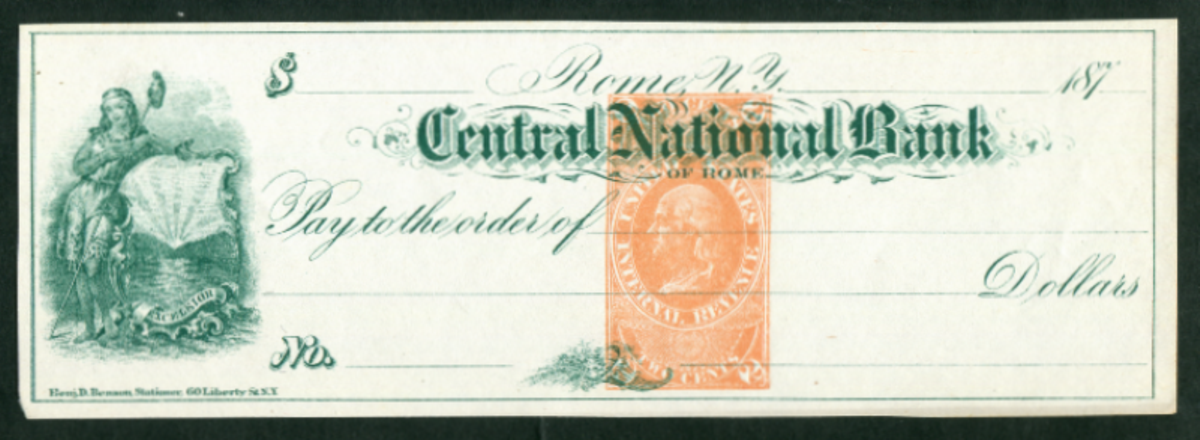 $ Rome, N.Y. 187
Central National Bank
OF ROME
Pay to the order of
Dollars
No.
UNITED STATES
INTERNAL REVENUE
TWO CENTS
2
EXCELSIOR
Benj. D. Benson, Stationer, 60 Liberty St. N.Y.